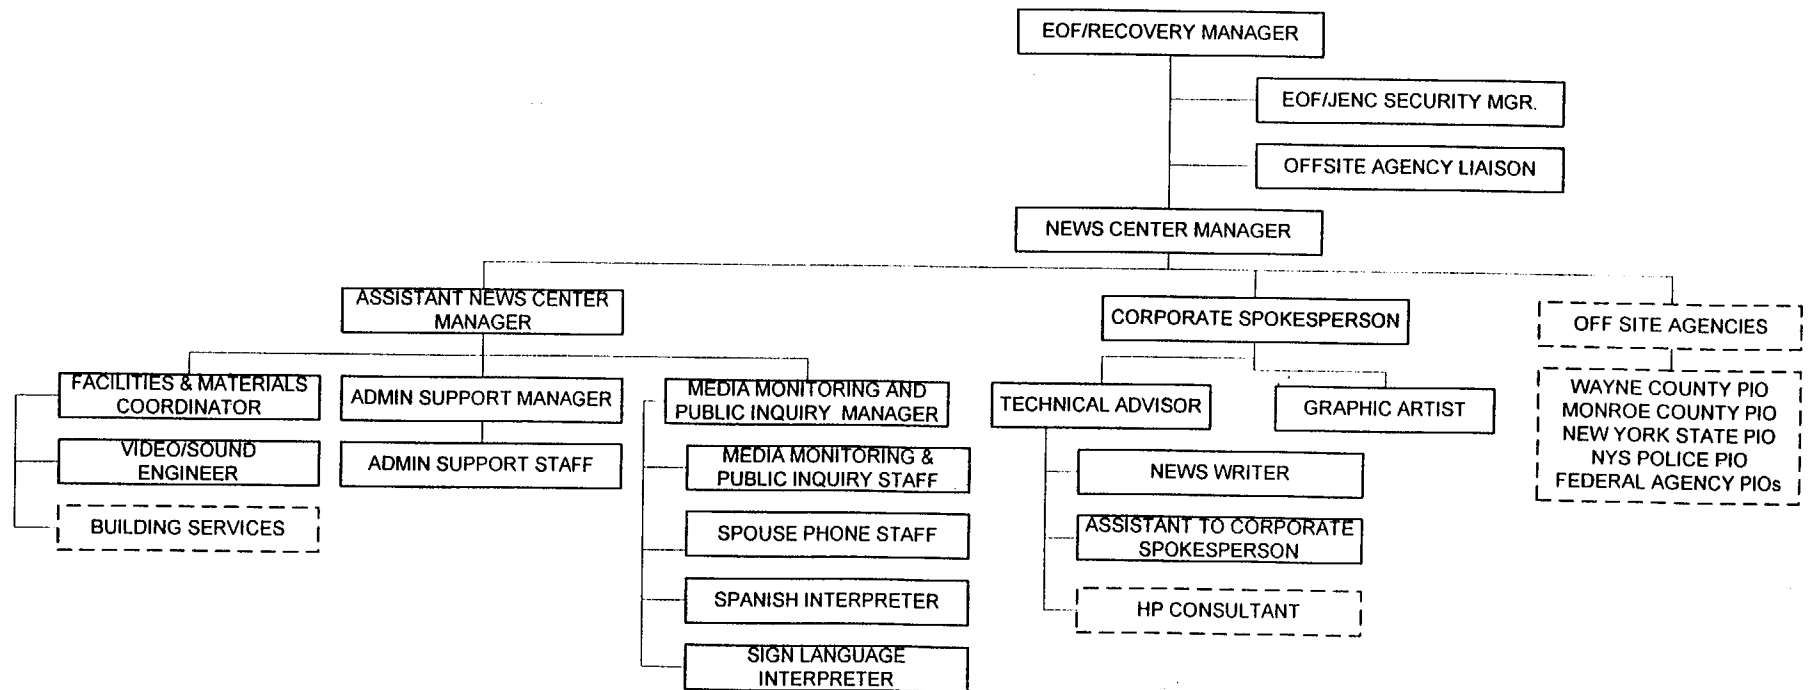 EOF/RECOVERY MANAGER
EOF/JENC SECURITY MGR.
OFFSITE AGENCY LIAISON
NEWS CENTER MANAGER
ASSISTANT NEWS CENTER
MANAGER
CORPORATE SPOKESPERSON
OFF SITE AGENCIES
FACILITIES & MATERIALS
COORDINATOR
ADMIN SUPPORT MANAGER
MEDIA MONITORING AND
PUBLIC INQUIRY MANAGER
TECHNICAL ADVISOR
GRAPHIC ARTIST
WAYNE COUNTY PIO
MONROE COUNTY PIO
NEW YORK STATE PIO
NYS POLICE PIO
FEDERAL AGENCY PIOs
VIDEO/SOUND
ENGINEER
ADMIN SUPPORT STAFF
MEDIA MONITORING &
PUBLIC INQUIRY STAFF
NEWS WRITER
BUILDING SERVICES
SPOUSE PHONE STAFF
ASSISTANT TO CORPORATE
SPOKESPERSON
SPANISH INTERPRETER
HP CONSULTANT
SIGN LANGUAGE
INTERPRETER